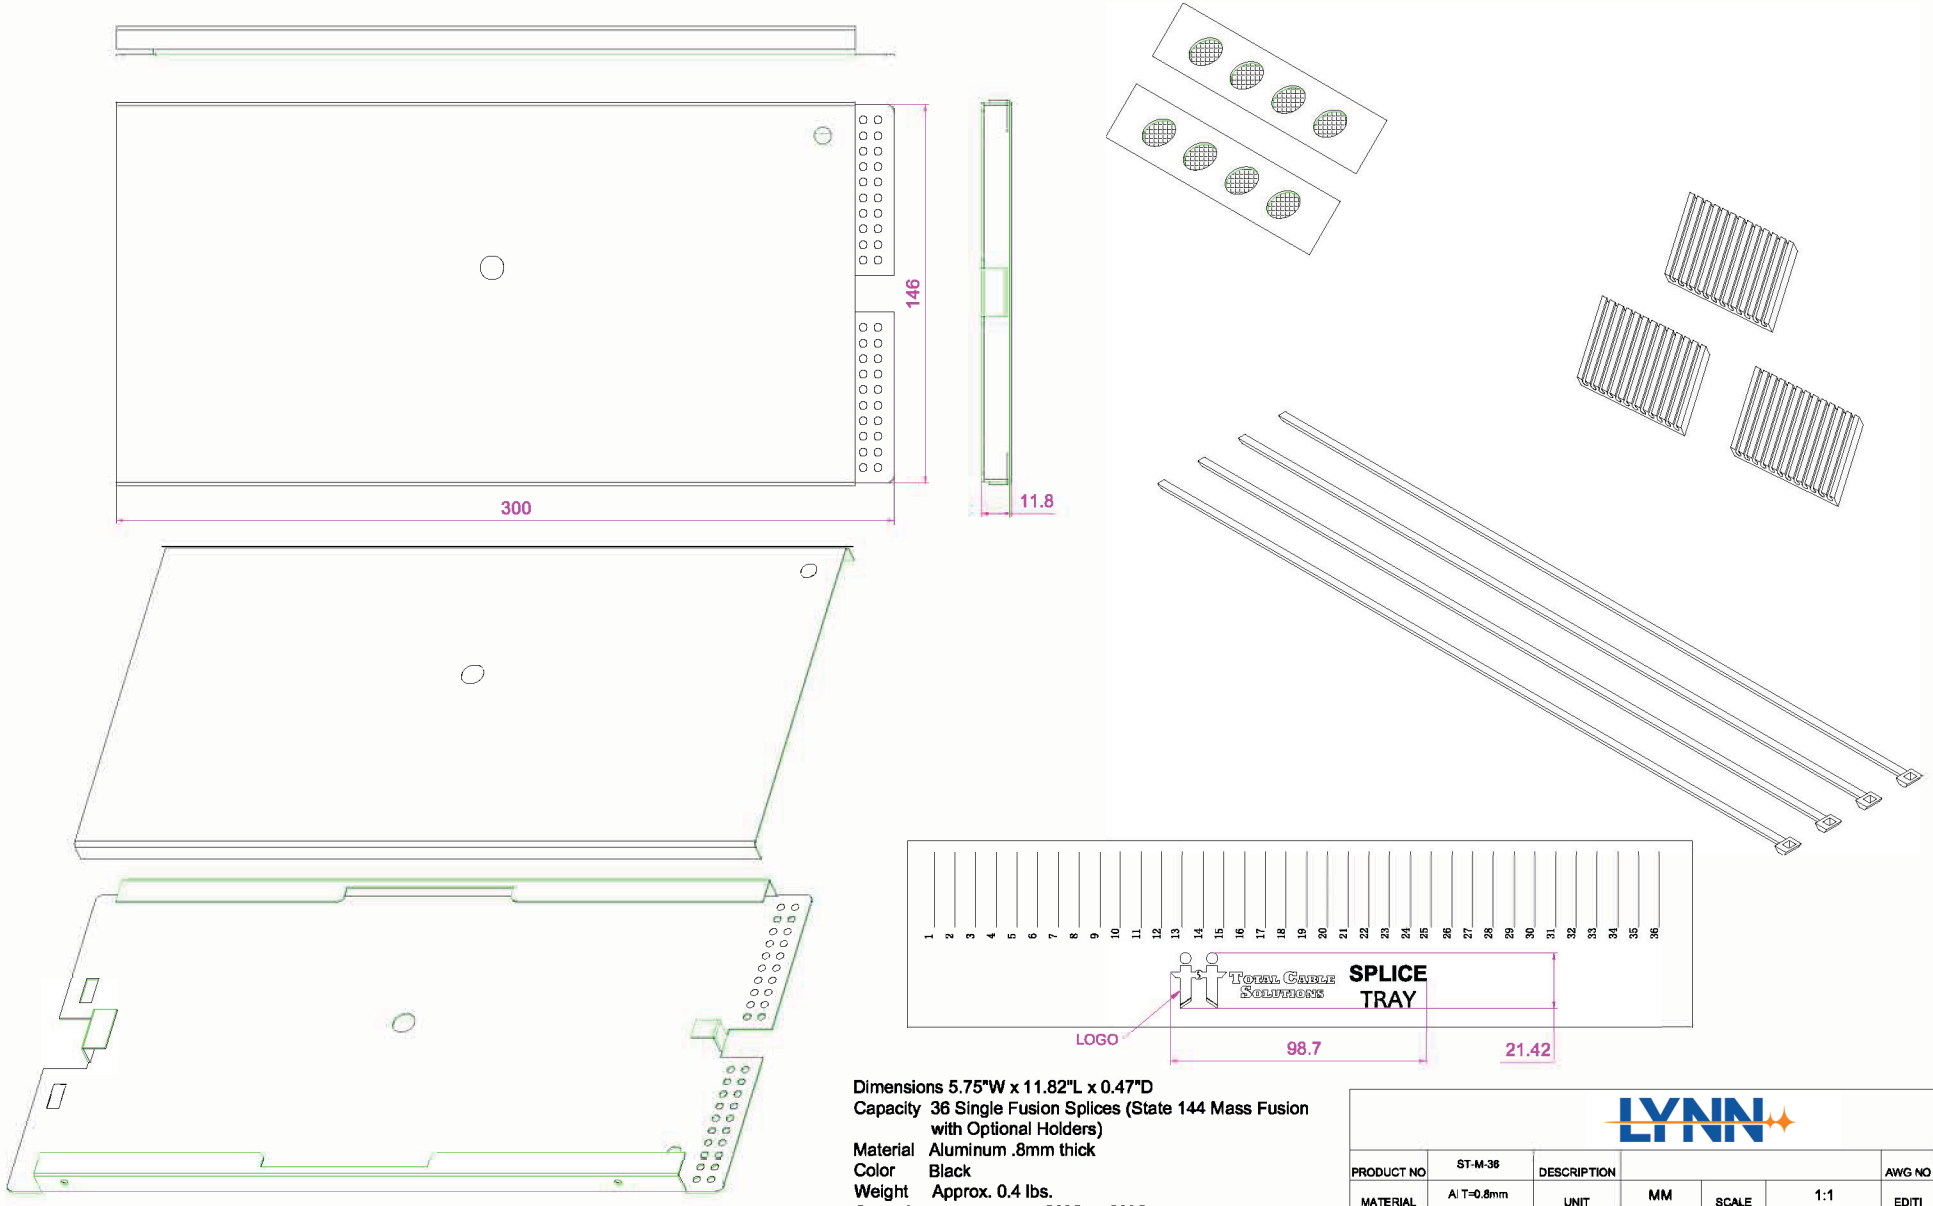 146
300
11.8
1
2
3
4
5
6
7
8
9
10
11
12
13
14
15
16
17
18
19
20
21
22
23
24
25
26
27
28
29
30
31
32
33
34
35
36
TOTAL CABLE
SOLUTIONS
SPLICE
TRAY
LOGO
98.7
21.42
Dimensions 5.75"W x 11.82"L x 0.47"D
Capacity 36 Single Fusion Splices (State 144 Mass Fusion
with Optional Holders)
Material Aluminum .8mm thick
Color Black
Weight Approx. 0.4 lbs.
LYNN
PRODUCT NO ST-M-36 DESCRIPTION AWG NO
MATERIAL Al T=0.8mm UNIT MM SCALE 1:1 EDITI